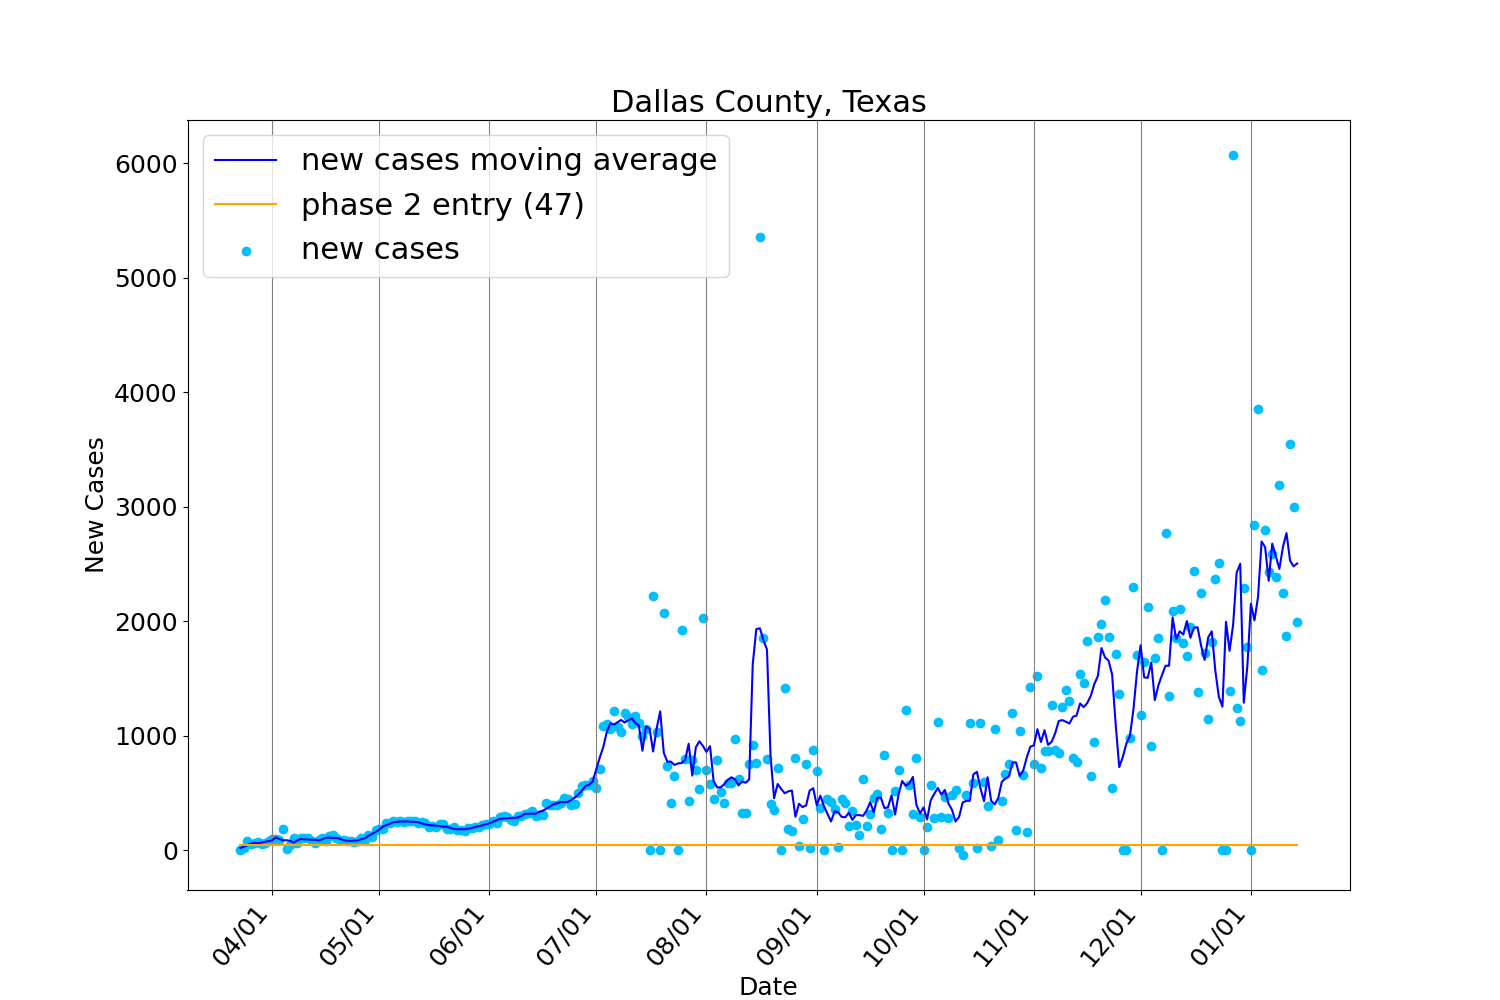 Dallas County, Texas
new cases moving average
phase 2 entry (47)
new cases
6000
5000
4000
3000
2000
1000
0
New Cases
04/01
05/01
06/01
07/01
08/01
09/01
10/01
11/01
12/01
01/01
Date